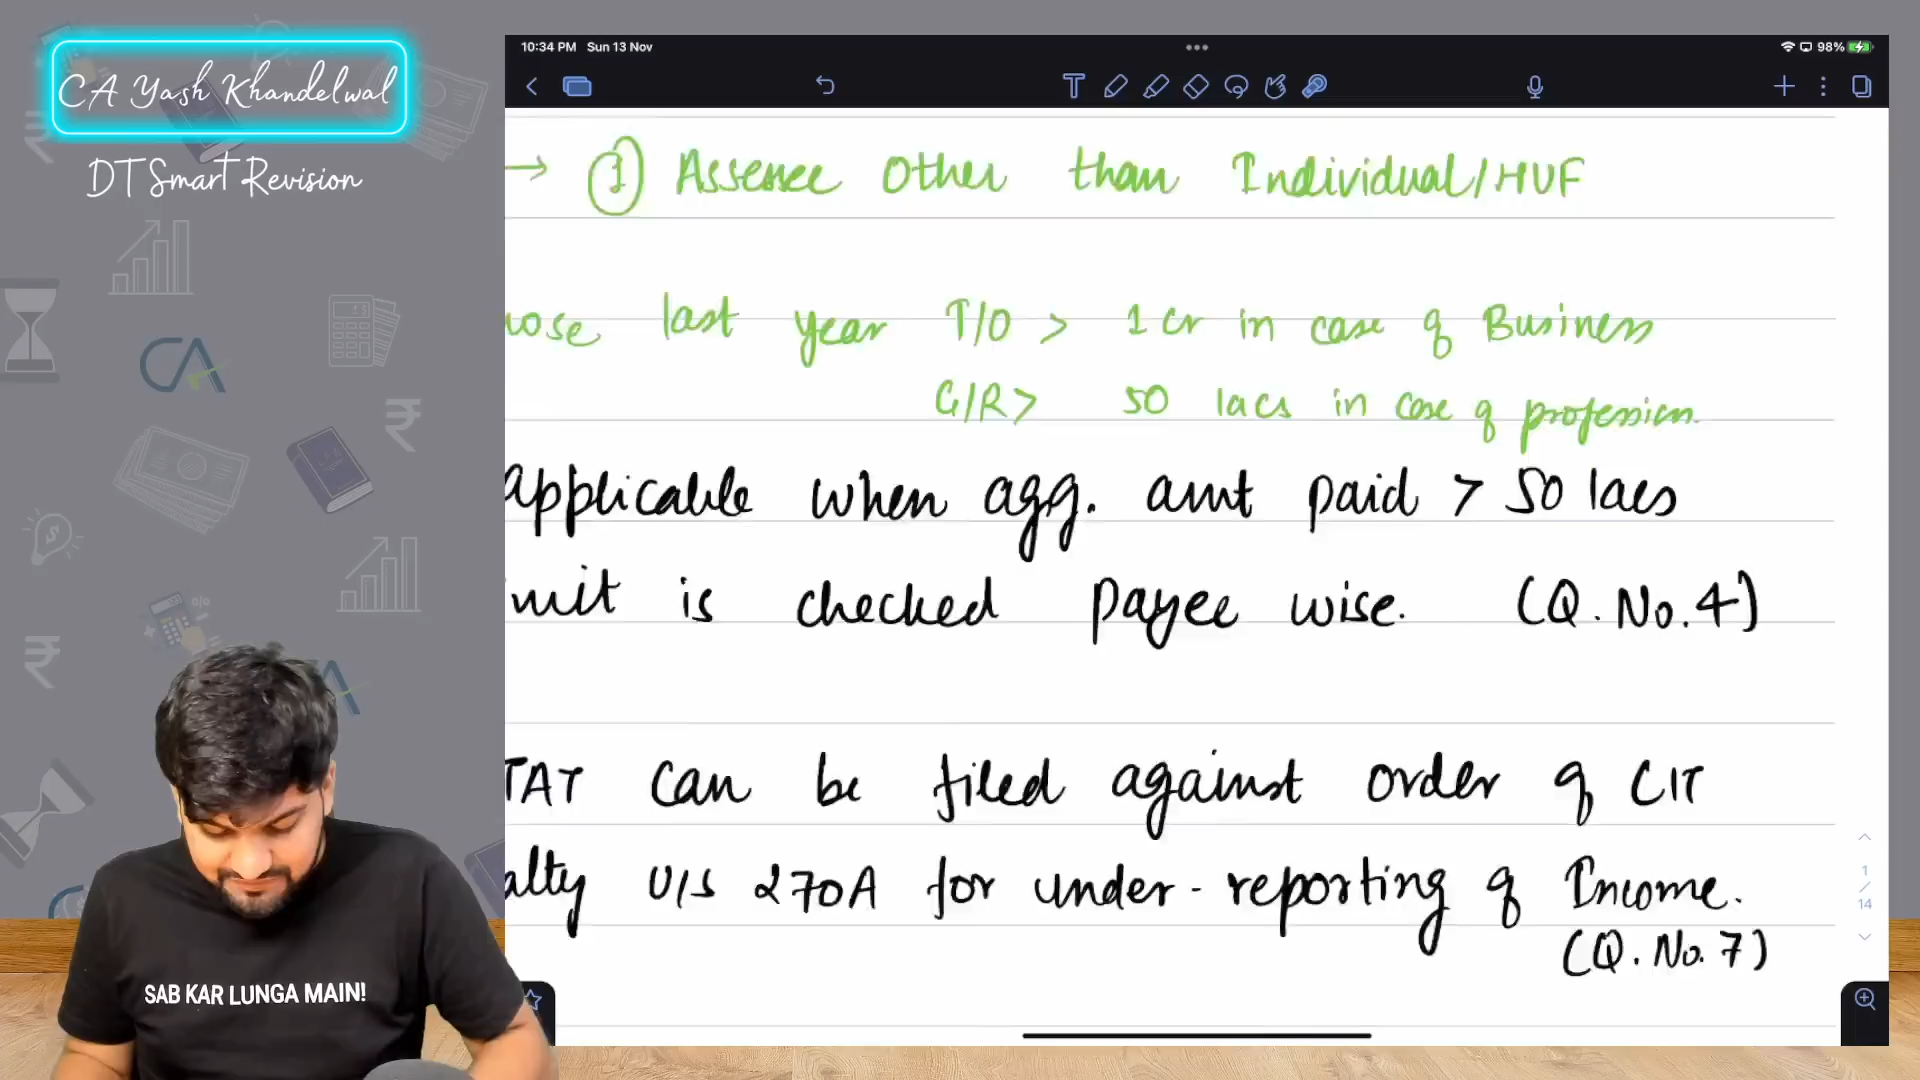 CA Yash Khandelwal
DT Smart Revision
10:34 PM Sun 13 Nov
98%
→ ① Assessee Other than Individual/HUF
last year T/O > 1 cr in case of Business
G/R > 50 lacs in case of profession.
applicable when agg. amt paid > 50 lacs
is checked payee wise. (Q. No. 4)
TAT can be filed against order of CIT
alty U/S 270A for under-reporting of Income.
(Q. No. 7)
1
/
14
SAB KAR LUNGA MAIN!